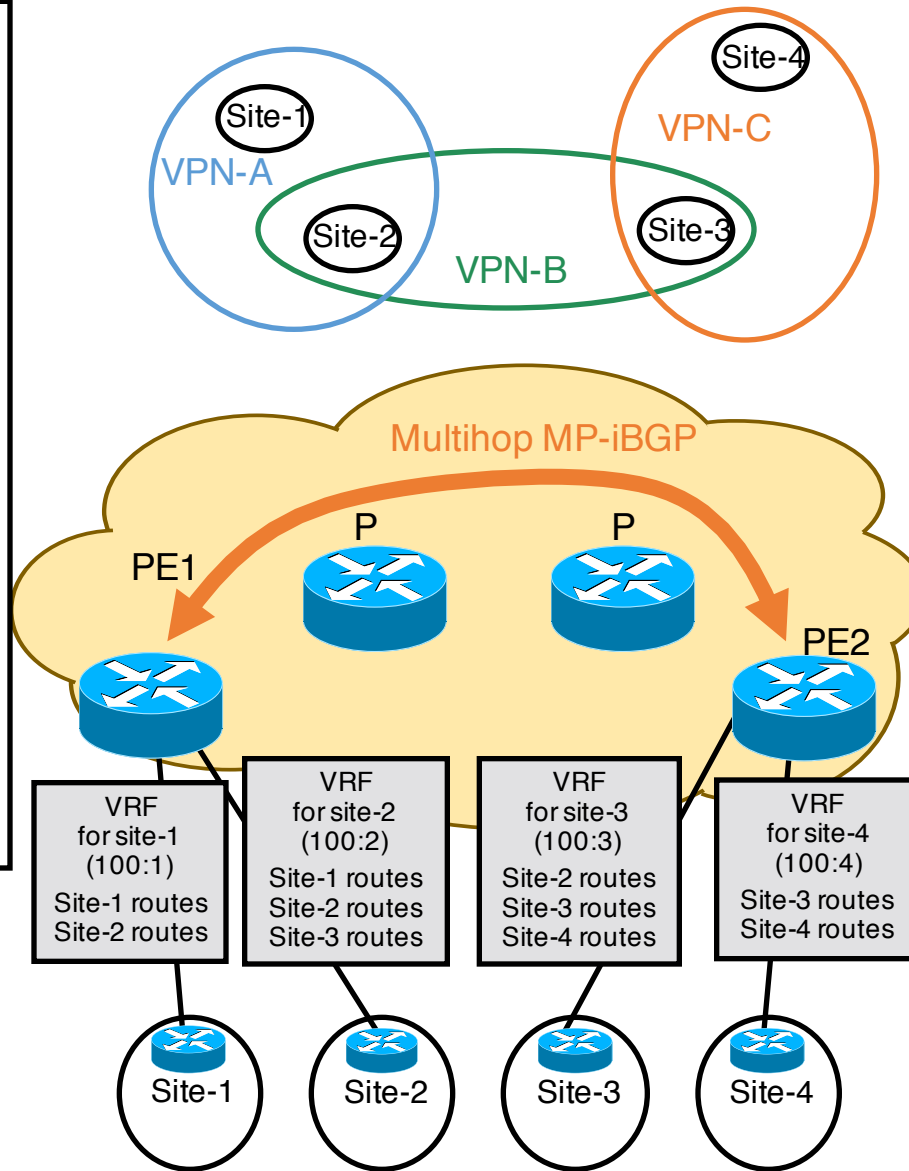 Site-4
Site-1
VPN-C
VPN-A
Site-2
Site-3
VPN-B
Multihop MP-iBGP
P
P
PE1
PE2
VRF
for site-1
(100:1)
Site-1 routes
Site-2 routes
VRF
for site-2
(100:2)
Site-1 routes
Site-2 routes
Site-3 routes
VRF
for site-3
(100:3)
Site-2 routes
Site-3 routes
Site-4 routes
VRF
for site-4
(100:4)
Site-3 routes
Site-4 routes
Site-1
Site-2
Site-3
Site-4